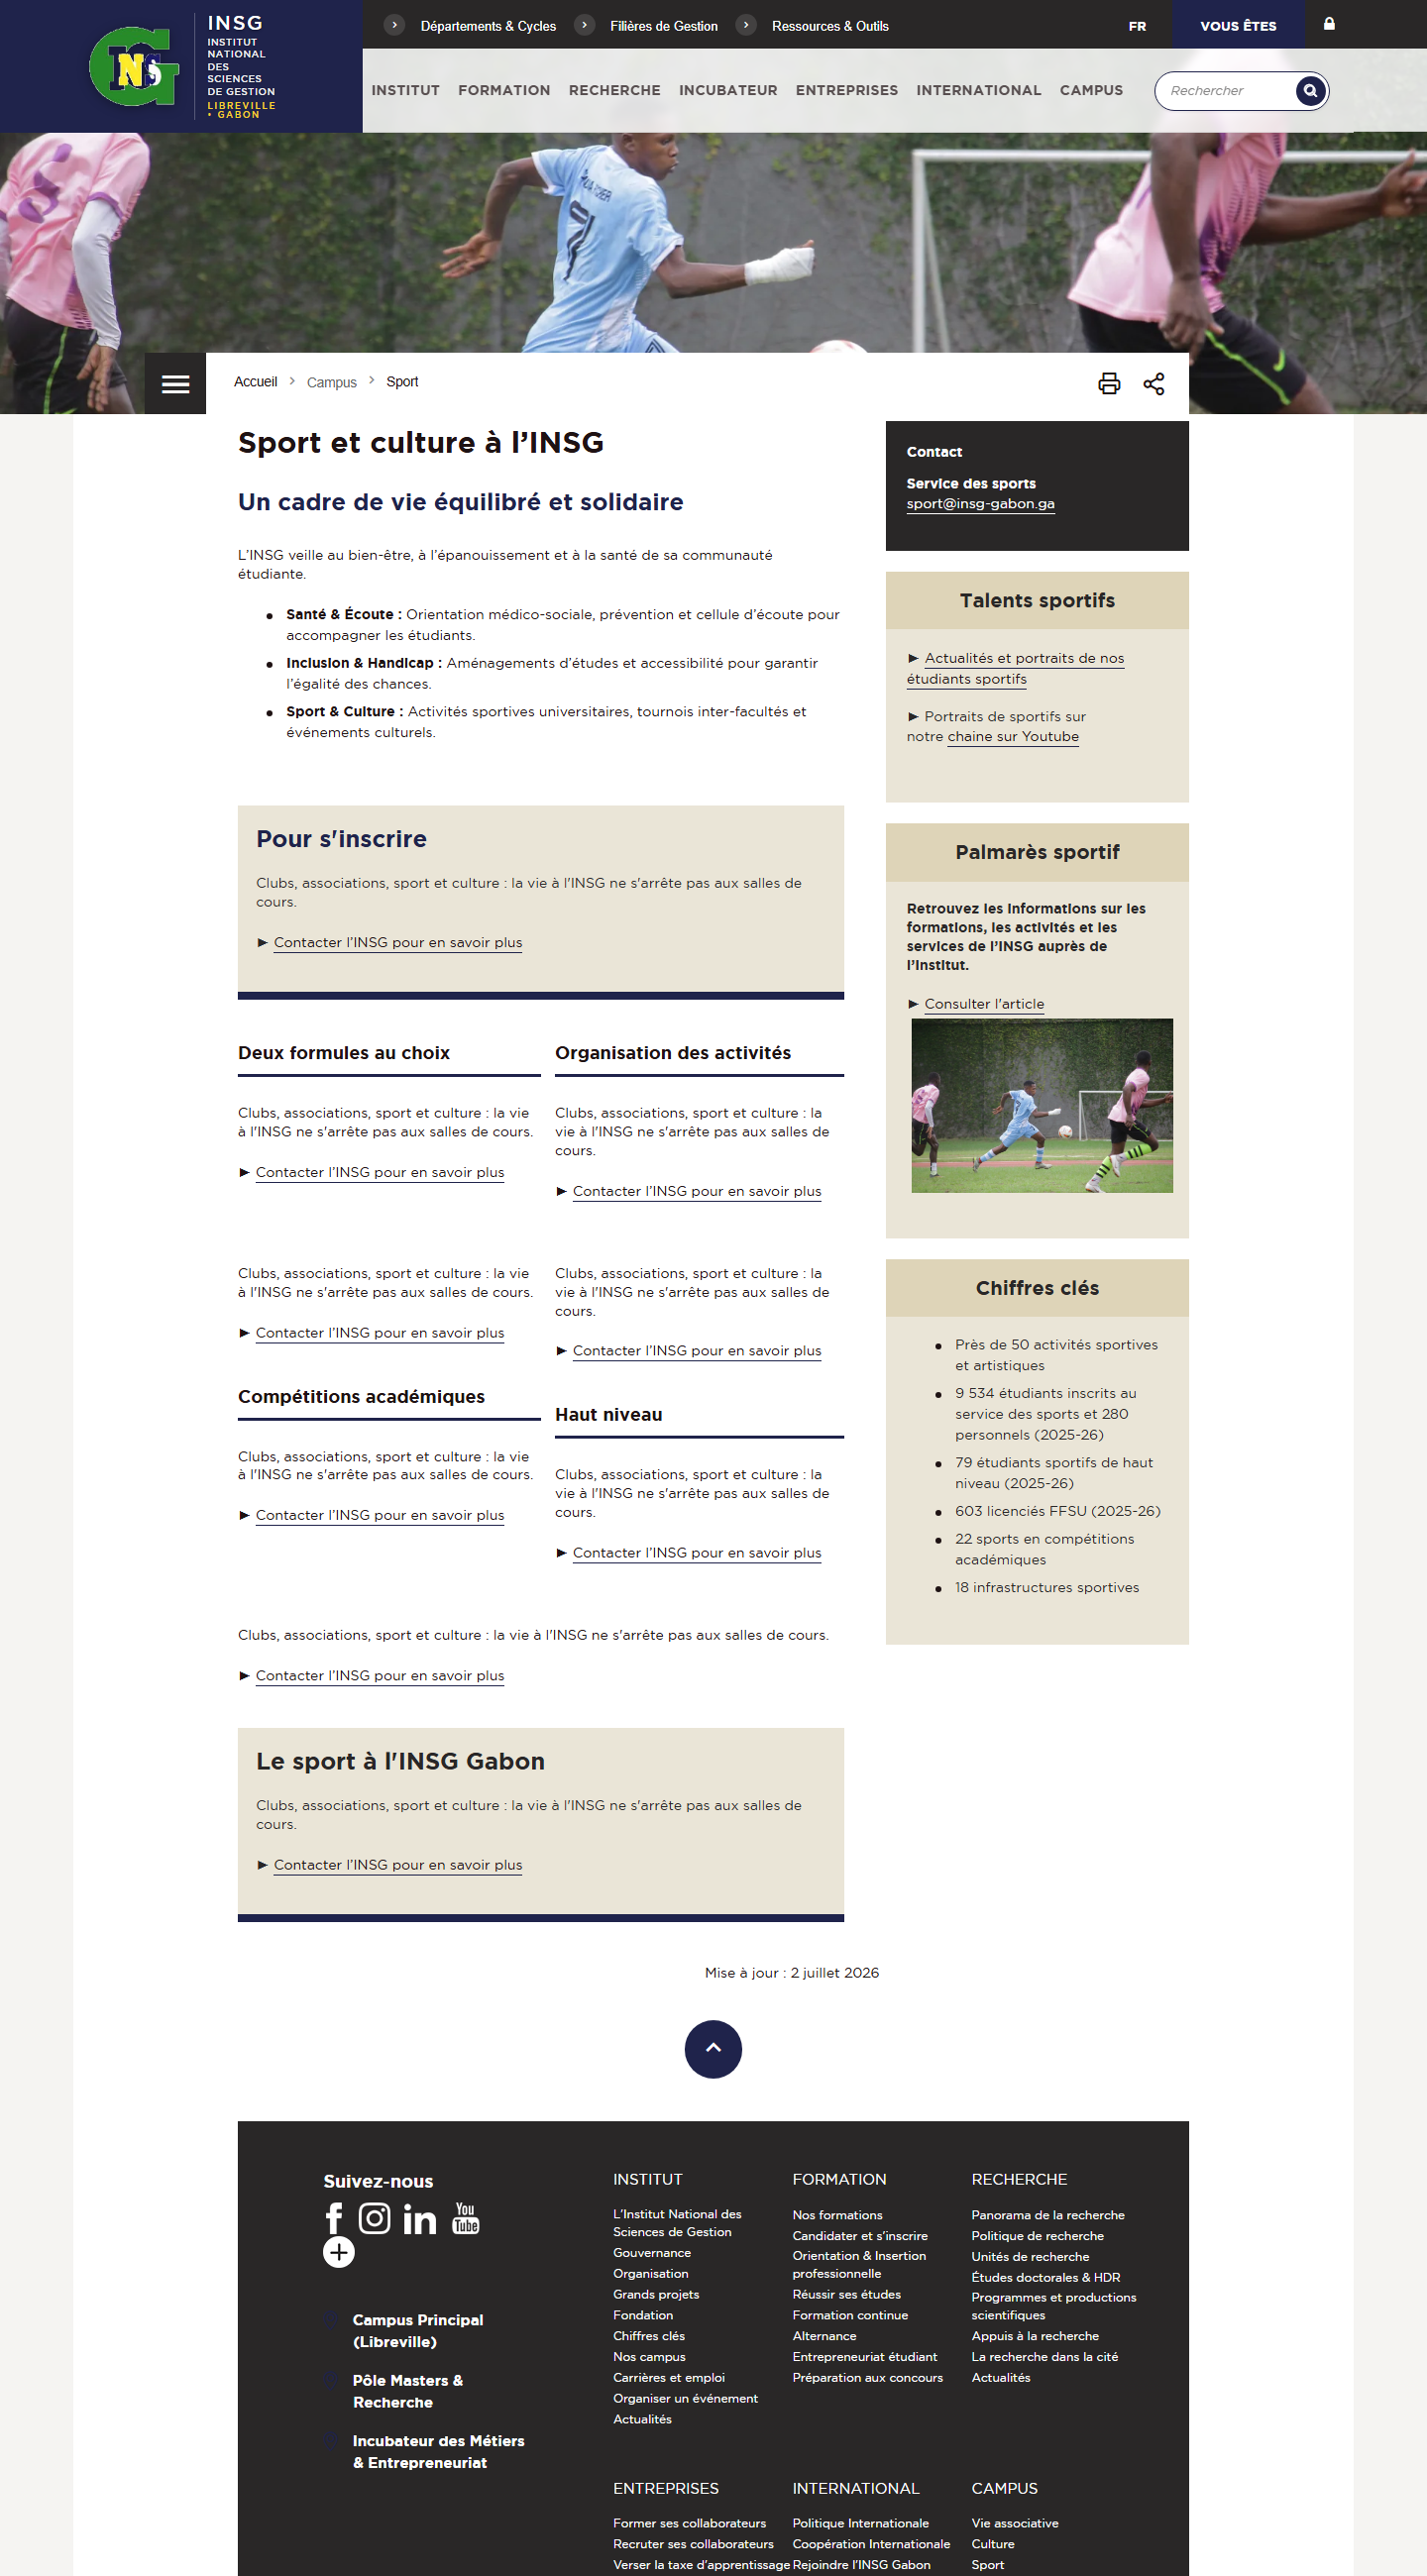 INSG
INSTITUT
NATIONAL
DES
SCIENCES
DE GESTION
LIBREVILLE
• GABON
Départements & Cycles
Filières de Gestion
Ressources & Outils
FR
VOUS ÊTES
INSTITUT
FORMATION
RECHERCHE
INCUBATEUR
ENTREPRISES
INTERNATIONAL
CAMPUS
Rechercher
Accueil > Campus > Sport
Sport et culture à l’INSG
Un cadre de vie équilibré et solidaire
L’INSG veille au bien-être, à l’épanouissement et à la santé de sa communauté
étudiante.
• Santé & Écoute : Orientation médico-sociale, prévention et cellule d’écoute pour
accompagner les étudiants.
• Inclusion & Handicap : Aménagements d’études et accessibilité pour garantir
l’égalité des chances.
• Sport & Culture : Activités sportives universitaires, tournois inter-facultés et
événements culturels.
Pour s'inscrire
Clubs, associations, sport et culture : la vie à l'INSG ne s'arrête pas aux salles de
cours.
► Contacter l’INSG pour en savoir plus
Deux formules au choix
Clubs, associations, sport et culture : la vie
à l'INSG ne s'arrête pas aux salles de cours.
► Contacter l’INSG pour en savoir plus
Clubs, associations, sport et culture : la vie
à l'INSG ne s'arrête pas aux salles de cours.
► Contacter l’INSG pour en savoir plus
Compétitions académiques
Clubs, associations, sport et culture : la vie
à l'INSG ne s'arrête pas aux salles de cours.
► Contacter l’INSG pour en savoir plus
Organisation des activités
Clubs, associations, sport et culture : la
vie à l'INSG ne s'arrête pas aux salles de
cours.
► Contacter l’INSG pour en savoir plus
Clubs, associations, sport et culture : la
vie à l'INSG ne s'arrête pas aux salles de
cours.
► Contacter l’INSG pour en savoir plus
Haut niveau
Clubs, associations, sport et culture : la
vie à l'INSG ne s'arrête pas aux salles de
cours.
► Contacter l’INSG pour en savoir plus
Clubs, associations, sport et culture : la vie à l'INSG ne s'arrête pas aux salles de cours.
► Contacter l’INSG pour en savoir plus
Le sport à l'INSG Gabon
Clubs, associations, sport et culture : la vie à l'INSG ne s'arrête pas aux salles de
cours.
► Contacter l’INSG pour en savoir plus
Mise à jour : 2 juillet 2026
Contact
Service des sports
sport@insg-gabon.ga
Talents sportifs
► Actualités et portraits de nos
étudiants sportifs
► Portraits de sportifs sur
notre chaine sur Youtube
Palmarès sportif
Retrouvez les informations sur les
formations, les activités et les
services de l’INSG auprès de
l’institut.
► Consulter l'article
Chiffres clés
• Près de 50 activités sportives
et artistiques
• 9 534 étudiants inscrits au
service des sports et 280
personnels (2025-26)
• 79 étudiants sportifs de haut
niveau (2025-26)
• 603 licenciés FFSU (2025-26)
• 22 sports en compétitions
académiques
• 18 infrastructures sportives
Suivez-nous
You
Tube
Campus Principal
(Libreville)
Pôle Masters &
Recherche
Incubateur des Métiers
& Entrepreneuriat
INSTITUT
L'Institut National des
Sciences de Gestion
Gouvernance
Organisation
Grands projets
Fondation
Chiffres clés
Nos campus
Carrières et emploi
Organiser un événement
Actualités
FORMATION
Nos formations
Candidater et s'inscrire
Orientation & Insertion
professionnelle
Réussir ses études
Formation continue
Alternance
Entrepreneuriat étudiant
Préparation aux concours
RECHERCHE
Panorama de la recherche
Politique de recherche
Unités de recherche
Études doctorales & HDR
Programmes et productions
scientifiques
Appuis à la recherche
La recherche dans la cité
Actualités
ENTREPRISES
Former ses collaborateurs
Recruter ses collaborateurs
Verser la taxe d'apprentissage
INTERNATIONAL
Politique Internationale
Coopération Internationale
Rejoindre l'INSG Gabon
CAMPUS
Vie associative
Culture
Sport